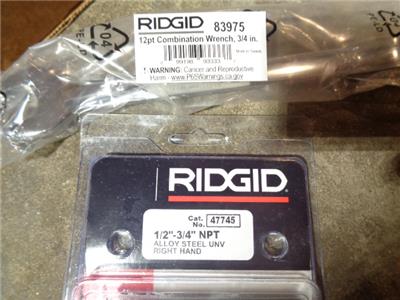 RIDGID 83975
12pt Combination Wrench, 3/4 in.
WARNING: Cancer and Reproductive
Harm - www.P65Warnings.ca.gov
04
RIDGID
Cat. No. 47745
1/2"-3/4" NPT
ALLOY STEEL UNV
RIGHT HAND